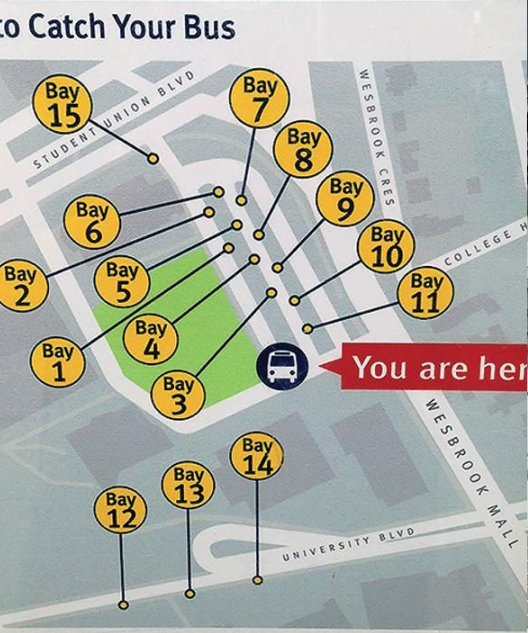 to Catch Your Bus
Bay
15
STUDENT UNION BLVD
Bay
7
WESBROOK CRES
Bay
8
Bay
9
Bay
6
Bay
10
COLLEGE H
Bay
2
Bay
5
Bay
11
Bay
4
Bay
1
Bay
3
You are her
WESBROOK MALL
Bay
14
Bay
13
Bay
12
UNIVERSITY BLVD